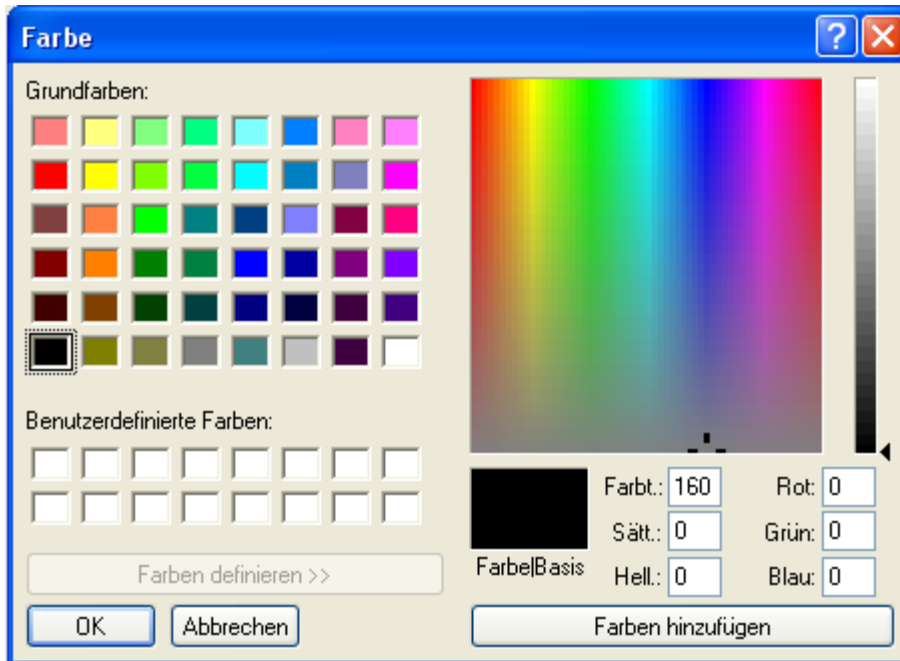 Farbe
Grundfarben:
Benutzerdefinierte Farben:
Farben definieren >>
OK
Abbrechen
Farbe|Basis
Farbt.: 160
Sätt.: 0
Hell.: 0
Rot: 0
Grün: 0
Blau: 0
Farben hinzufügen